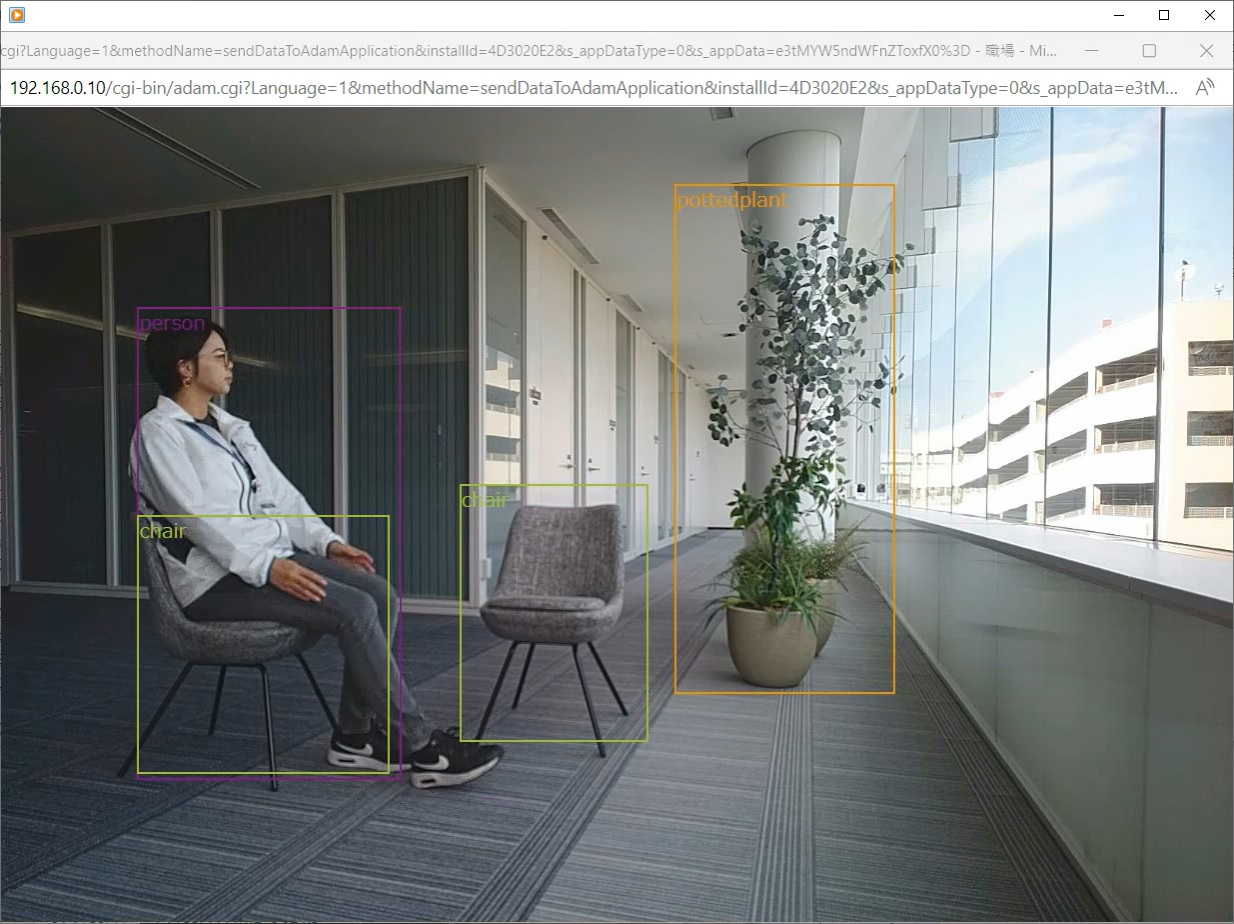 cgi?Language=1&methodName=sendDataToAdamApplication&installId=4D3020E2&s_appDataType=0&s_appData=e3tMYW5ndWFnZToxfX0%3D - 職場 - Mi...
192.168.0.10/cgi-bin/adam.cgi?Language=1&methodName=sendDataToAdamApplication&installId=4D3020E2&s_appDataType=0&s_appData=e3tM...
pottedplant
person
chair
chair